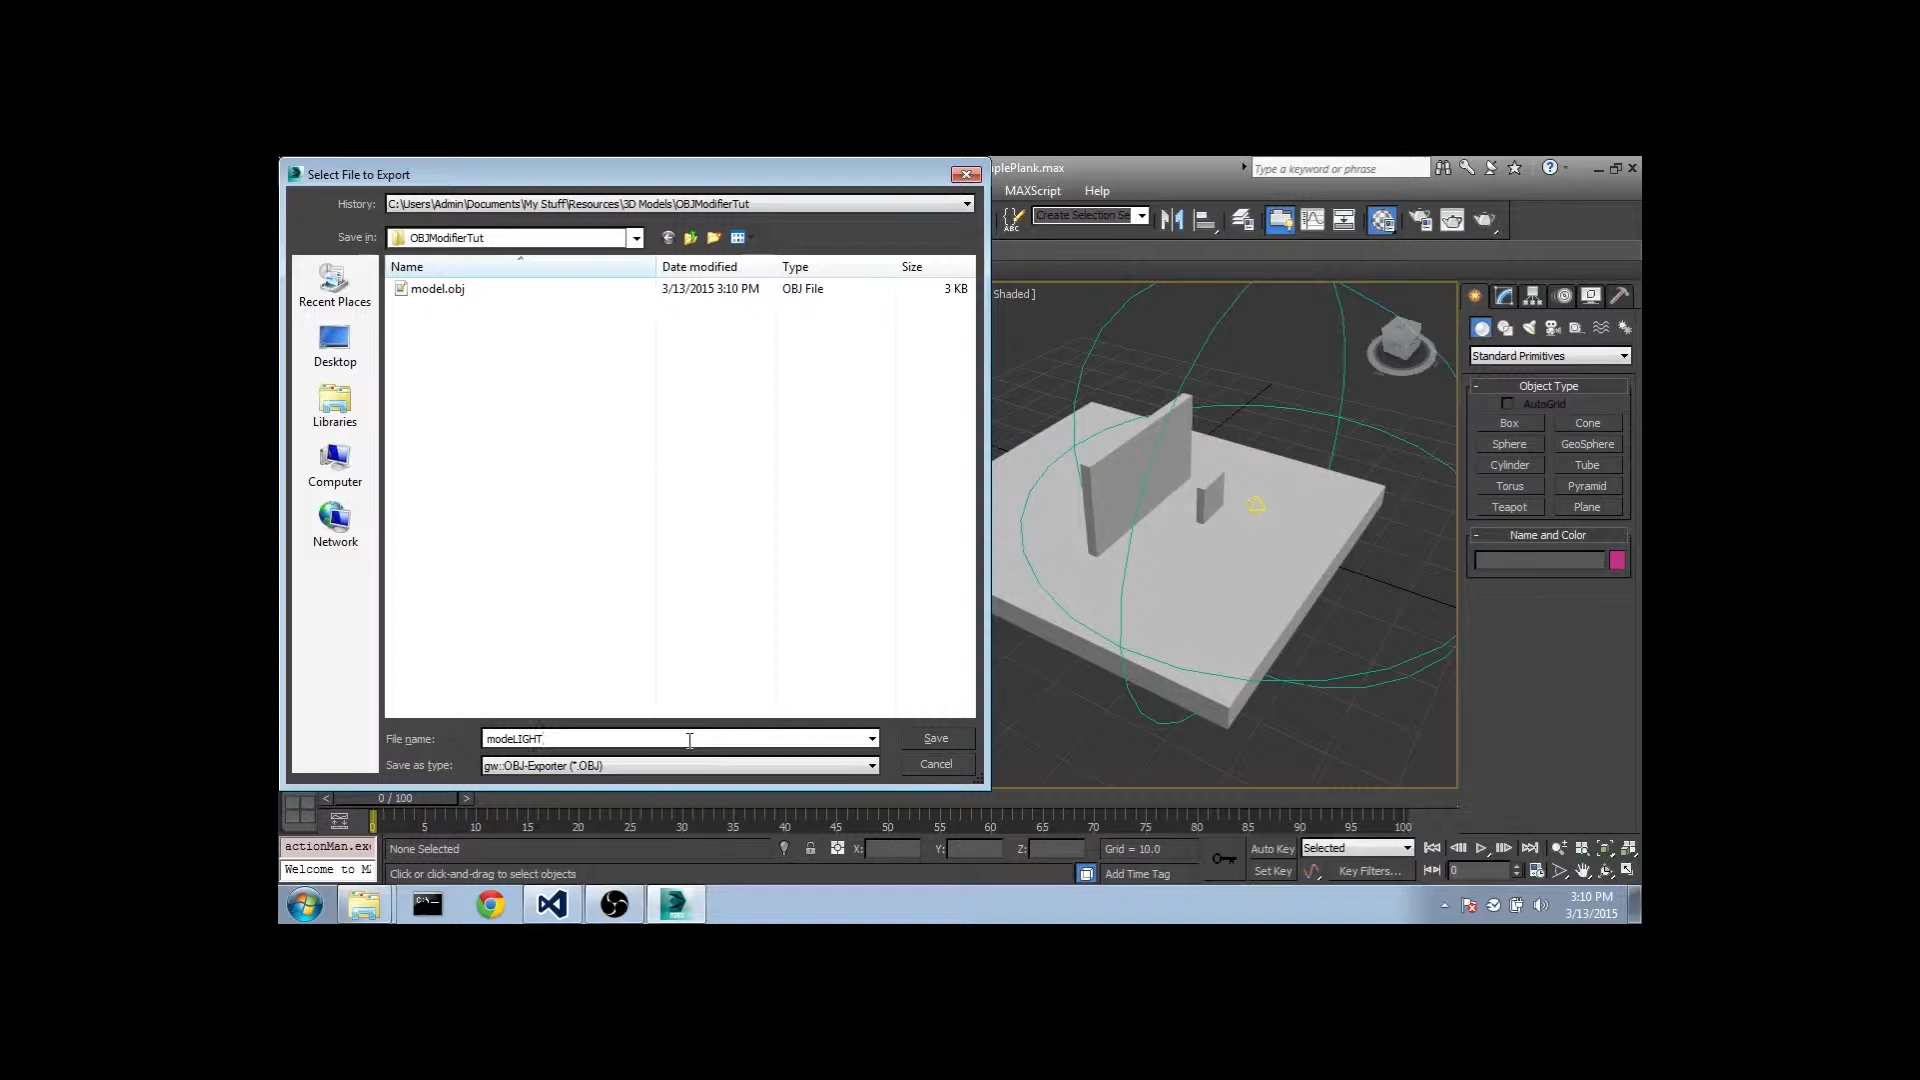 Select File to Export
plePlank.max
Type a keyword or phrase
History:
C:\Users\Admin\Documents\My Stuff\Resources\3D Models\OBJModifierTut
MAXScript Help
Save in:
OBJModifierTut
ABC
Create Selection Se
Name Date modified Type Size
model.obj 3/13/2015 3:10 PM OBJ File 3 KB
Shaded ]
Recent Places
Desktop
Libraries
Computer
Network
Standard Primitives
- Object Type
AutoGrid
Box Cone
Sphere GeoSphere
Cylinder Tube
Torus Pyramid
Teapot Plane
- Name and Color
File name:
modeLIGHT
Save
Save as type:
gw::OBJ-Exporter (*.OBJ)
Cancel
< 0 / 100 >
0 5 10 15 20 25 30 35 40 45 50 55 60 65 70 75 80 85 90 95 100
actionMan.exe
None Selected
X: Y: Z:
Grid = 10.0
Auto Key
Selected
Welcome to M
Click or click-and-drag to select objects
Add Time Tag
Set Key
Key Filters...
0
3:10 PM
3/13/2015